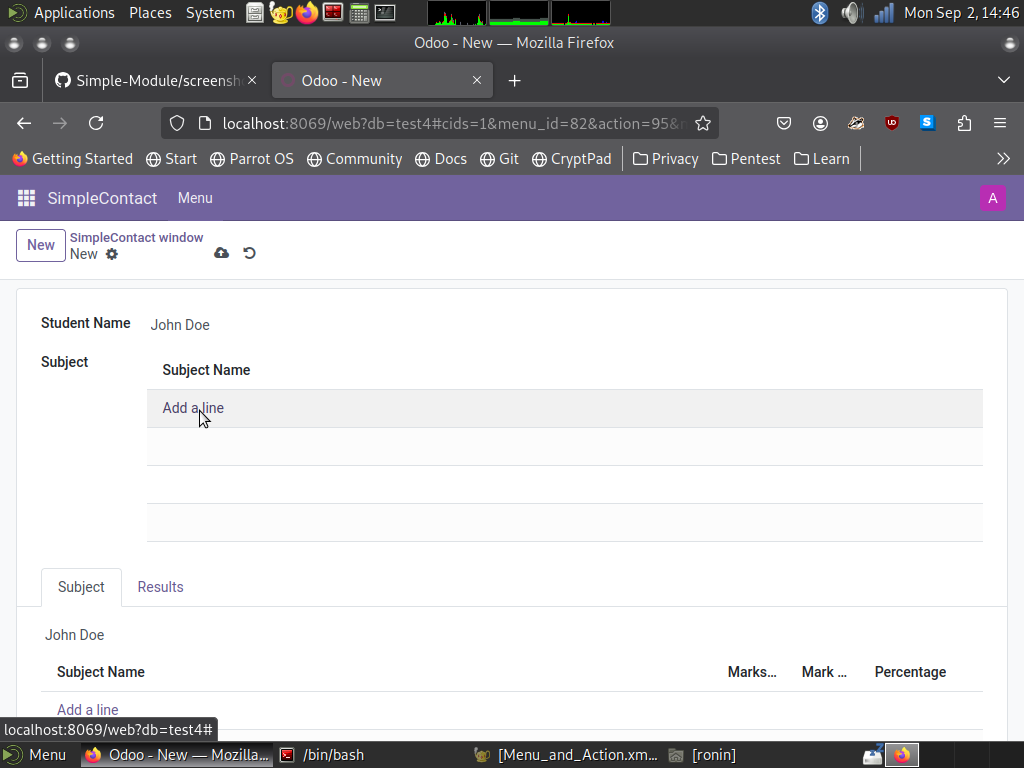 Applications Places System Mon Sep 2, 14:46
Odoo - New — Mozilla Firefox
Simple-Module/screensh Odoo - New
localhost:8069/web?db=test4#cids=1&menu_id=82&action=95&
Getting Started Start Parrot OS Community Docs Git CryptPad Privacy Pentest Learn
SimpleContact Menu A
New SimpleContact window
New
Student Name John Doe
Subject Subject Name
Add a line
Subject Results
John Doe
Subject Name Marks... Mark ... Percentage
Add a line
localhost:8069/web?db=test4#
Menu Odoo - New — Mozilla... /bin/bash [Menu_and_Action.xm... [ronin]